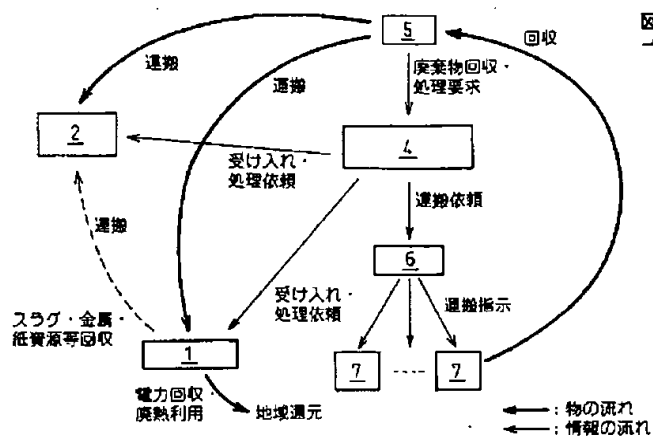 5
回収
運搬
運搬
廃棄物回収・
処理要求
2
4
受け入れ・
処理依頼
運搬依頼
運搬
6
受け入れ・
処理依頼
運搬指示
スラグ・金属・
紙資源等回収
1
7 ---- 7
電力回収・
廃熱利用
地域還元
：物の流れ
：情報の流れ